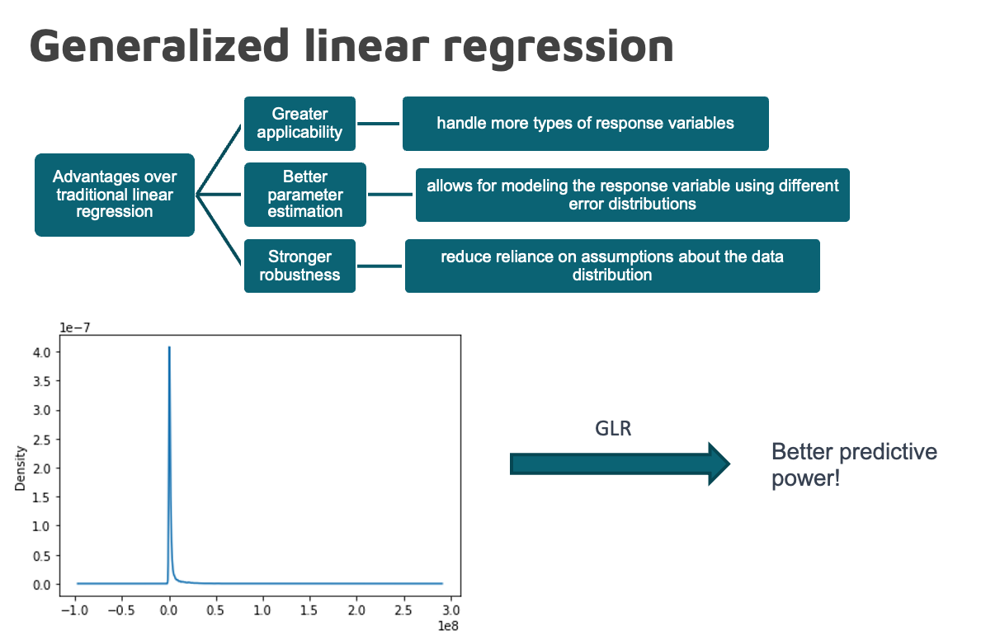 Generalized linear regression
Greater
applicability
handle more types of response variables
Advantages over
traditional linear
regression
Better
parameter
estimation
allows for modeling the response variable using different
error distributions
Stronger
robustness
reduce reliance on assumptions about the data
distribution
1e−7
4.0
3.5
3.0
2.5
2.0
1.5
1.0
0.5
0.0
Density
−1.0 −0.5 0.0 0.5 1.0 1.5 2.0 2.5 3.0
1e8
GLR
Better predictive
power!